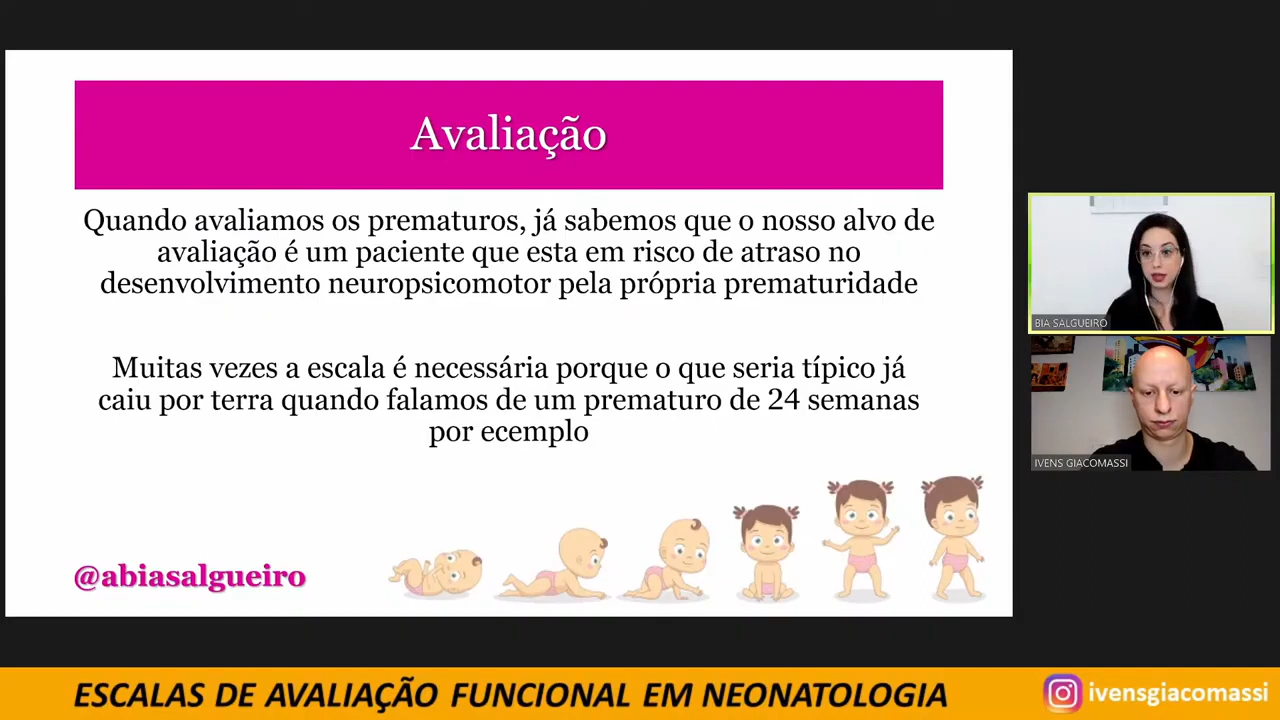 Avaliação
Quando avaliamos os prematuros, já sabemos que o nosso alvo de
avaliação é um paciente que esta em risco de atraso no
desenvolvimento neuropsicomotor pela própria prematuridade
Muitas vezes a escala é necessária porque o que seria típico já
caiu por terra quando falamos de um prematuro de 24 semanas
por ecemplo
@abiasalgueiro
BIA SALGUEIRO
IVENS GIACOMASSI
ESCALAS DE AVALIAÇÃO FUNCIONAL EM NEONATOLOGIA
ivensgiacomassi